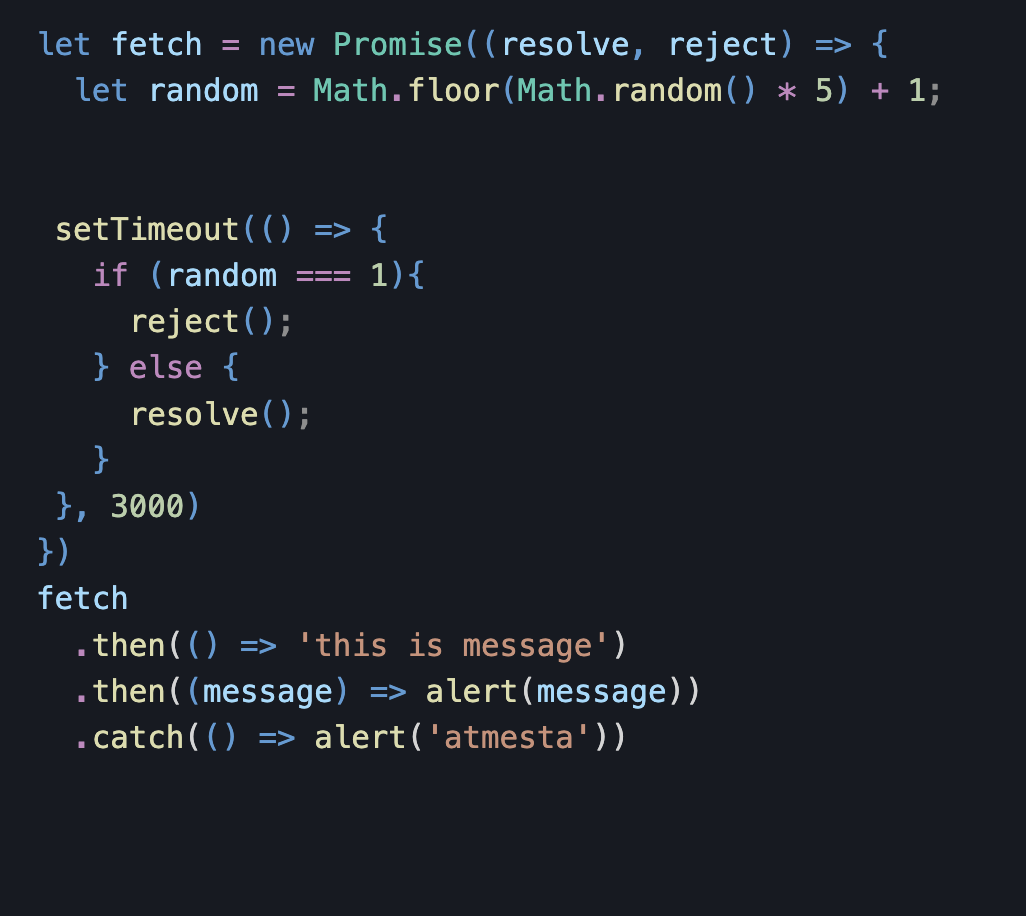 let fetch = new Promise((resolve, reject) => {
  let random = Math.floor(Math.random() * 5) + 1;
 setTimeout(() => {
   if (random === 1){
     reject();
   } else {
     resolve();
   }
 }, 3000)
})
fetch
  .then(() => 'this is message')
  .then((message) => alert(message))
  .catch(() => alert('atmesta'))